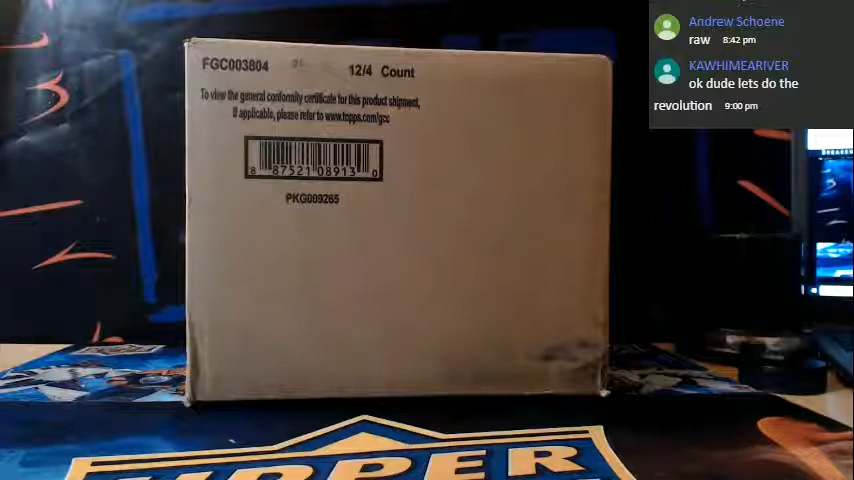 FGC003804
12/4 Count
To view the general conformity certificate for this product shipment,
if applicable, please refer to www.topps.com/gcc
8 87521 08913 0
PKG009265
UPPER
Andrew Schoene
raw 8:42 pm
KAWHIMEARIVER
ok dude lets do the
revolution 9:00 pm